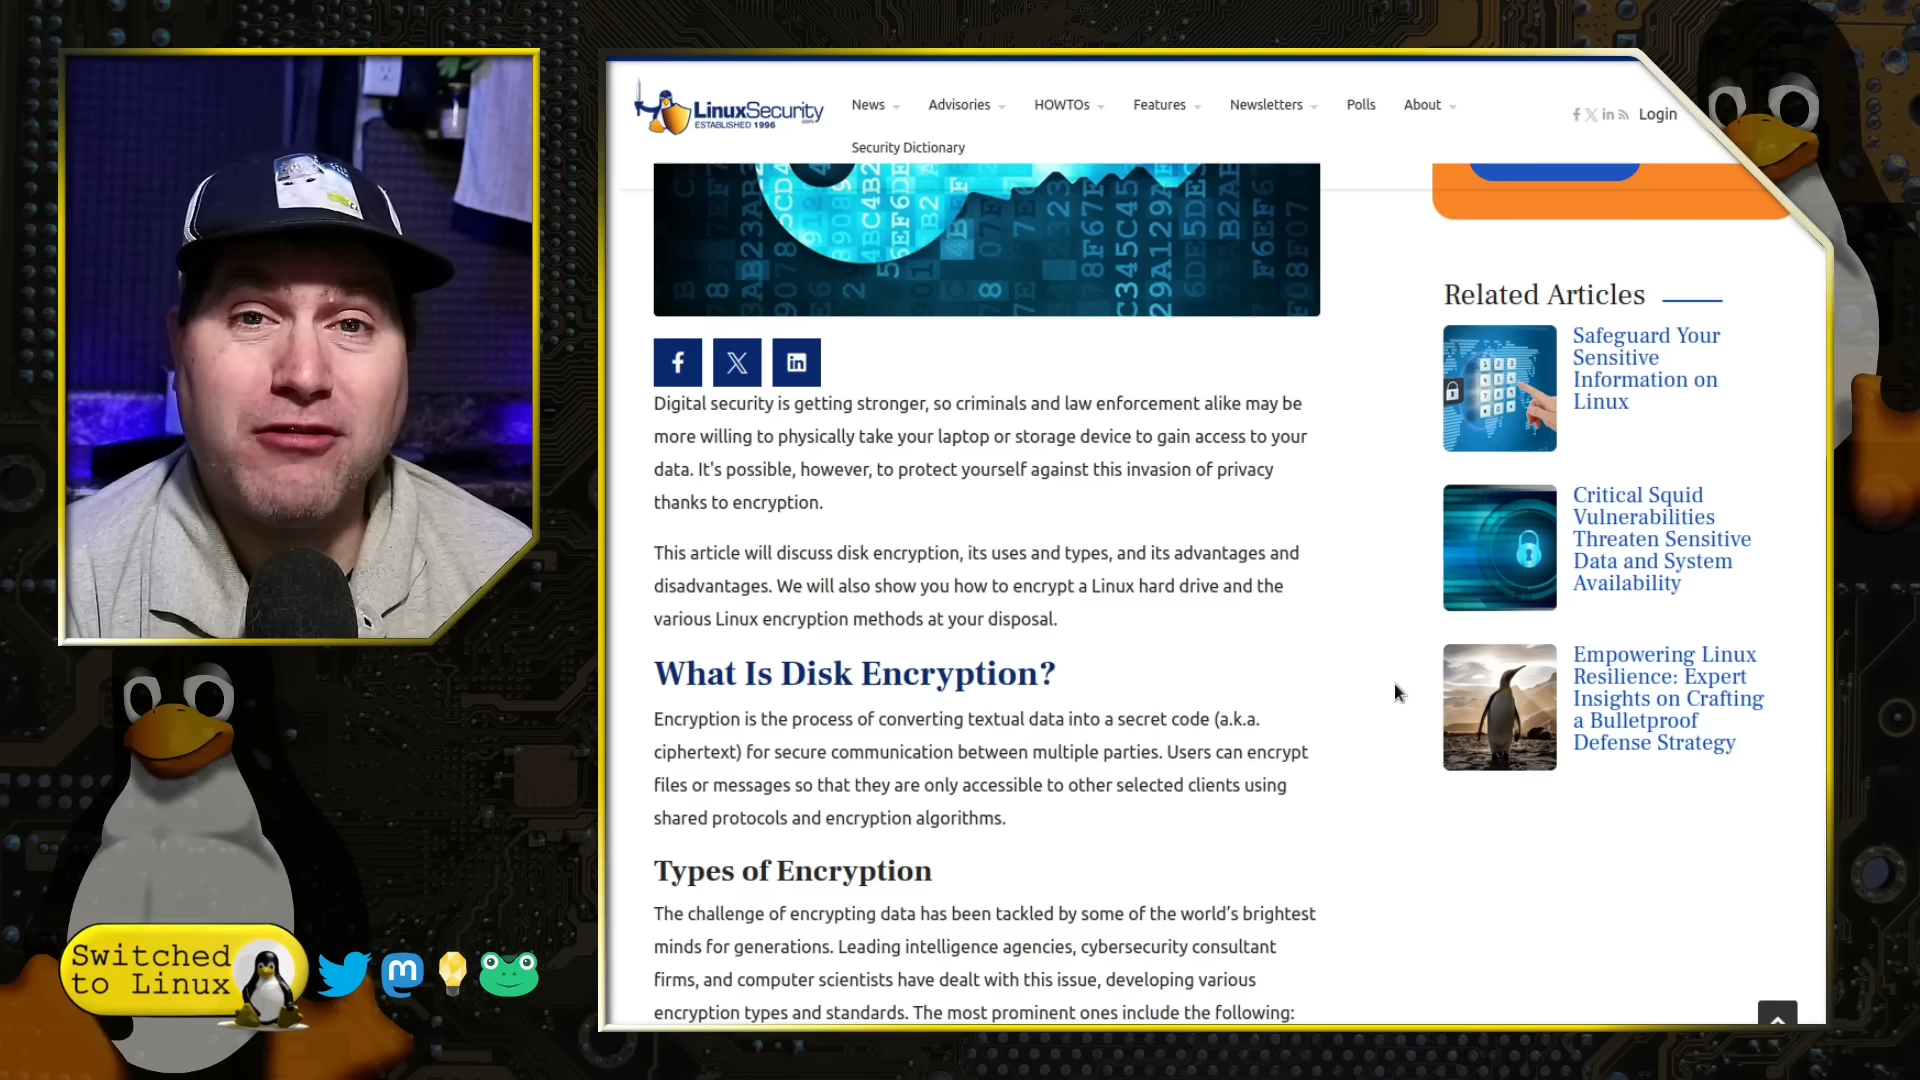 LinuxSecurity
.com
ESTABLISHED 1996
News
Advisories
HOWTOs
Features
Newsletters
Polls
About
Security Dictionary
Login
Digital security is getting stronger, so criminals and law enforcement alike may be
more willing to physically take your laptop or storage device to gain access to your
data. It's possible, however, to protect yourself against this invasion of privacy
thanks to encryption.
This article will discuss disk encryption, its uses and types, and its advantages and
disadvantages. We will also show you how to encrypt a Linux hard drive and the
various Linux encryption methods at your disposal.
What Is Disk Encryption?
Encryption is the process of converting textual data into a secret code (a.k.a.
ciphertext) for secure communication between multiple parties. Users can encrypt
files or messages so that they are only accessible to other selected clients using
shared protocols and encryption algorithms.
Types of Encryption
The challenge of encrypting data has been tackled by some of the world’s brightest
minds for generations. Leading intelligence agencies, cybersecurity consultant
firms, and computer scientists have dealt with this issue, developing various
encryption types and standards. The most prominent ones include the following:
Related Articles
Safeguard Your
Sensitive
Information on
Linux
Critical Squid
Vulnerabilities
Threaten Sensitive
Data and System
Availability
Empowering Linux
Resilience: Expert
Insights on Crafting
a Bulletproof
Defense Strategy
Switched
to Linux